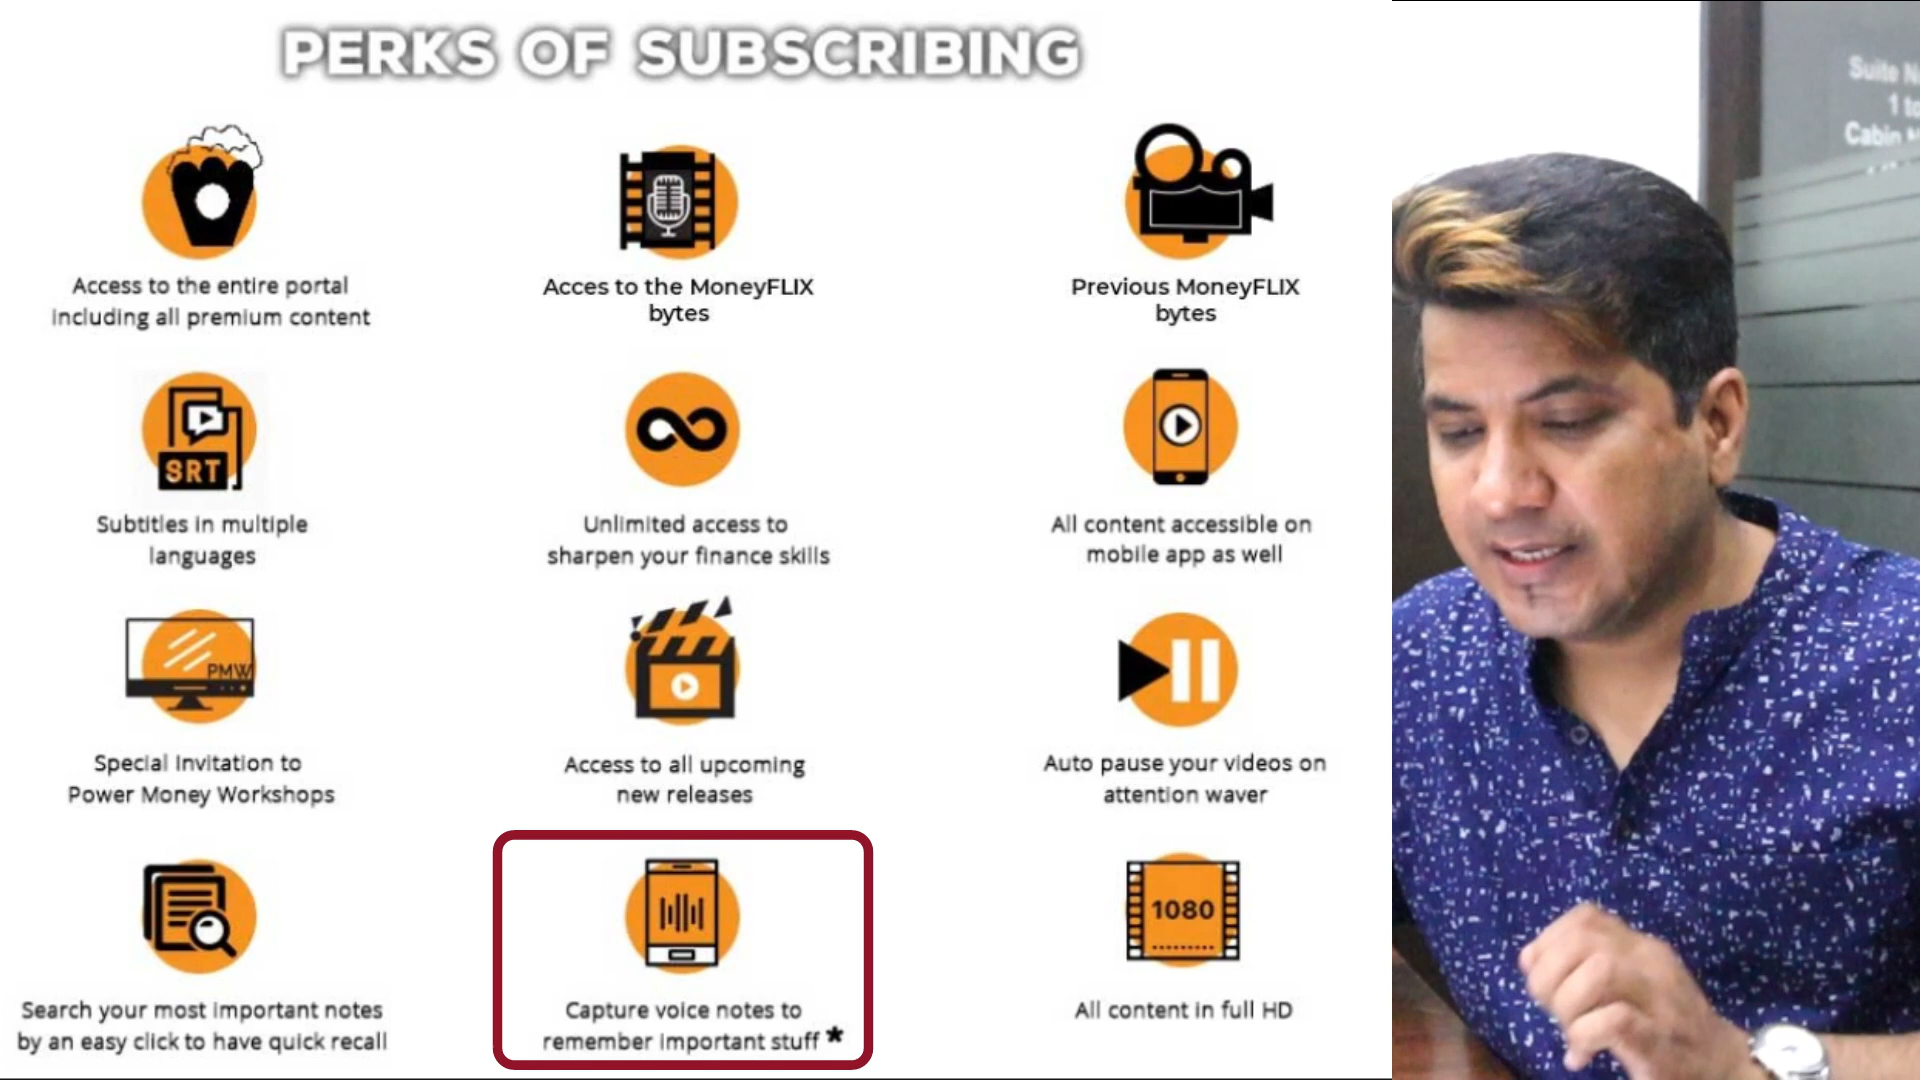 PERKS OF SUBSCRIBING
Access to the entire portal
including all premium content
Acces to the MoneyFLIX
bytes
Previous MoneyFLIX
bytes
SRT
Subtitles in multiple
languages
Unlimited access to
sharpen your finance skills
All content accessible on
mobile app as well
PMW
Special Invitation to
Power Money Workshops
Access to all upcoming
new releases
Auto pause your videos on
attention waver
Search your most important notes
by an easy click to have quick recall
Capture voice notes to
remember important stuff *
1080
All content in full HD
Suite
1 to
Cabin